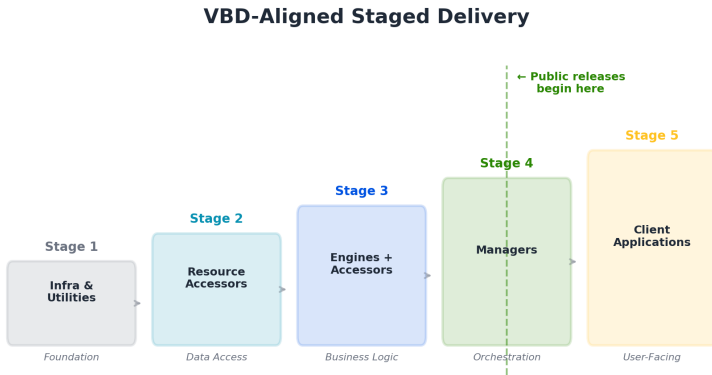 VBD-Aligned Staged Delivery
← Public releases
begin here
Stage 1
Infra &
Utilities
Foundation
Stage 2
Resource
Accessors
Data Access
Stage 3
Engines +
Accessors
Business Logic
Stage 4
Managers
Orchestration
Stage 5
Client
Applications
User-Facing